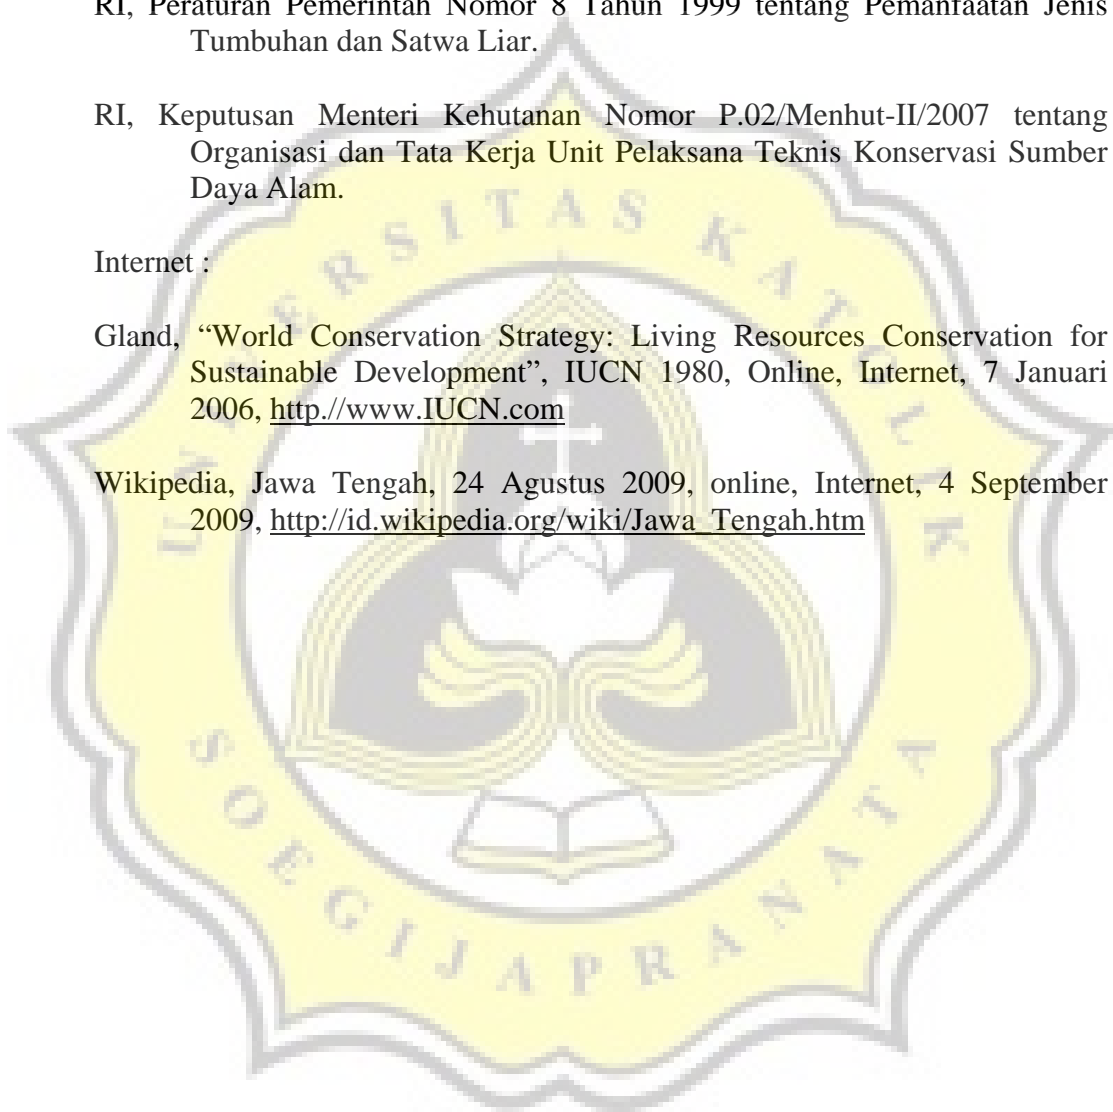 RI, Peraturan Pemerintah Nomor 8 Tahun 1999 tentang Pemanfaatan Jenis
Tumbuhan dan Satwa Liar.
RI, Keputusan Menteri Kehutanan Nomor P.02/Menhut-II/2007 tentang
Organisasi dan Tata Kerja Unit Pelaksana Teknis Konservasi Sumber
Daya Alam.
Internet :
Gland, “World Conservation Strategy: Living Resources Conservation for
Sustainable Development”, IUCN 1980, Online, Internet, 7 Januari
2006, http.//www.IUCN.com
Wikipedia, Jawa Tengah, 24 Agustus 2009, online, Internet, 4 September
2009, http://id.wikipedia.org/wiki/Jawa_Tengah.htm
UNIVERSITAS KATOLIK
SOEGIJAPRANATA